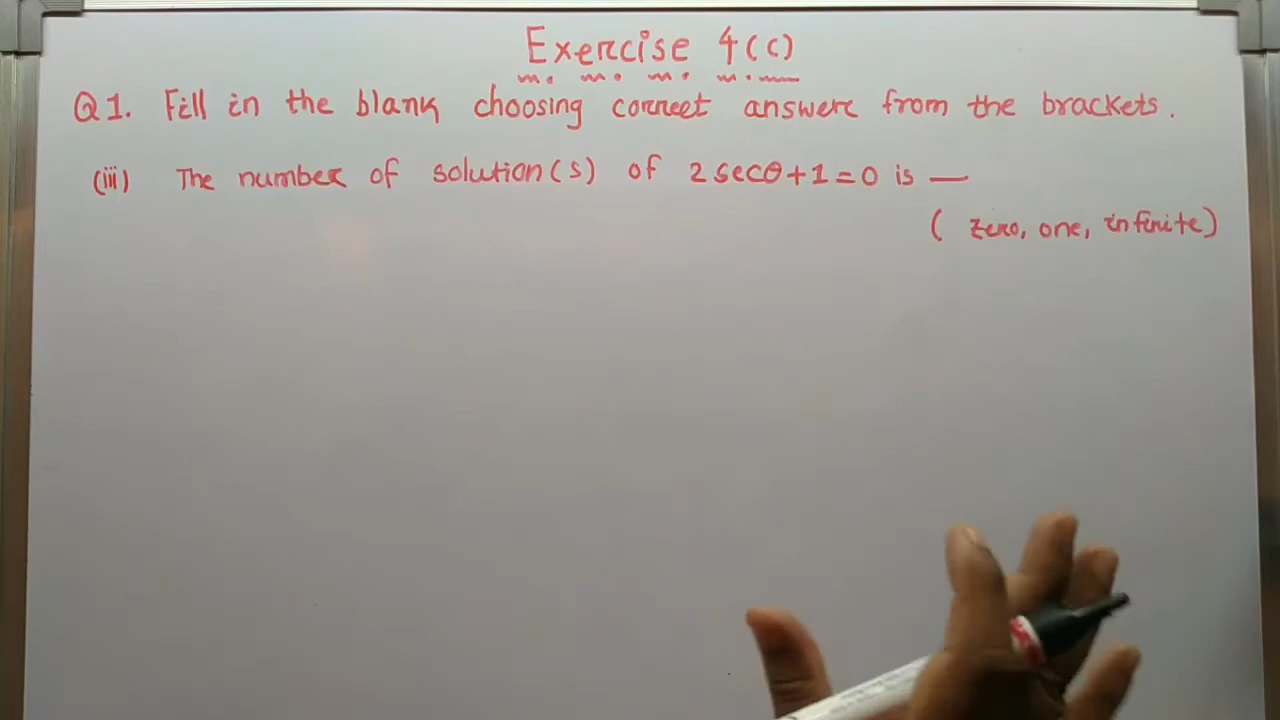 Exercise 4(c)
Q1. Fill in the blank choosing correct answer from the brackets.
(iii) The number of solution(s) of 2secθ+1=0 is —
( zero, one, infinite)